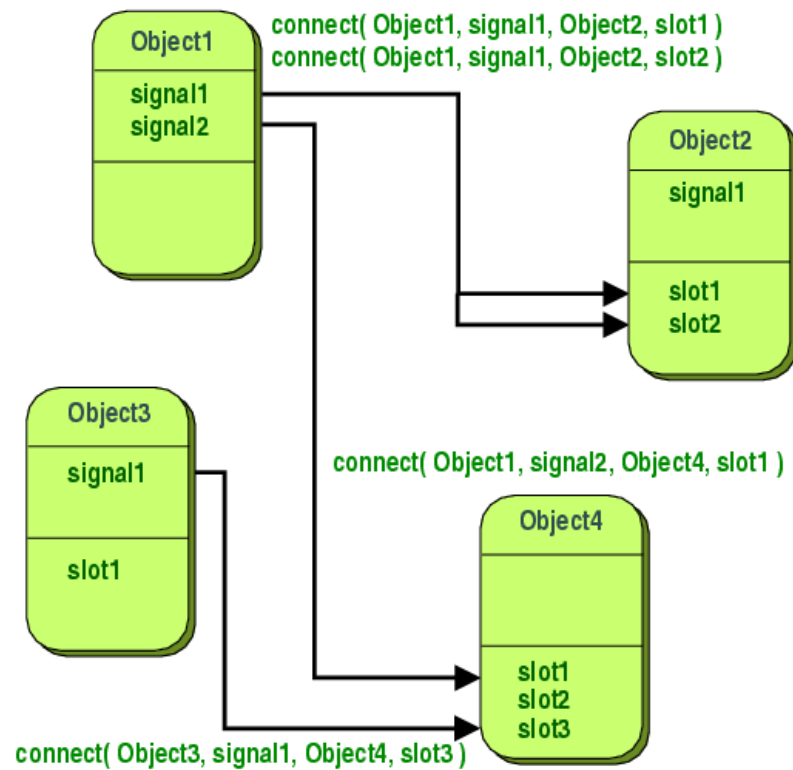 Object1
signal1
signal2
connect( Object1, signal1, Object2, slot1 )
connect( Object1, signal1, Object2, slot2 )
Object2
signal1
slot1
slot2
Object3
signal1
slot1
connect( Object1, signal2, Object4, slot1 )
Object4
slot1
slot2
slot3
connect( Object3, signal1, Object4, slot3 )